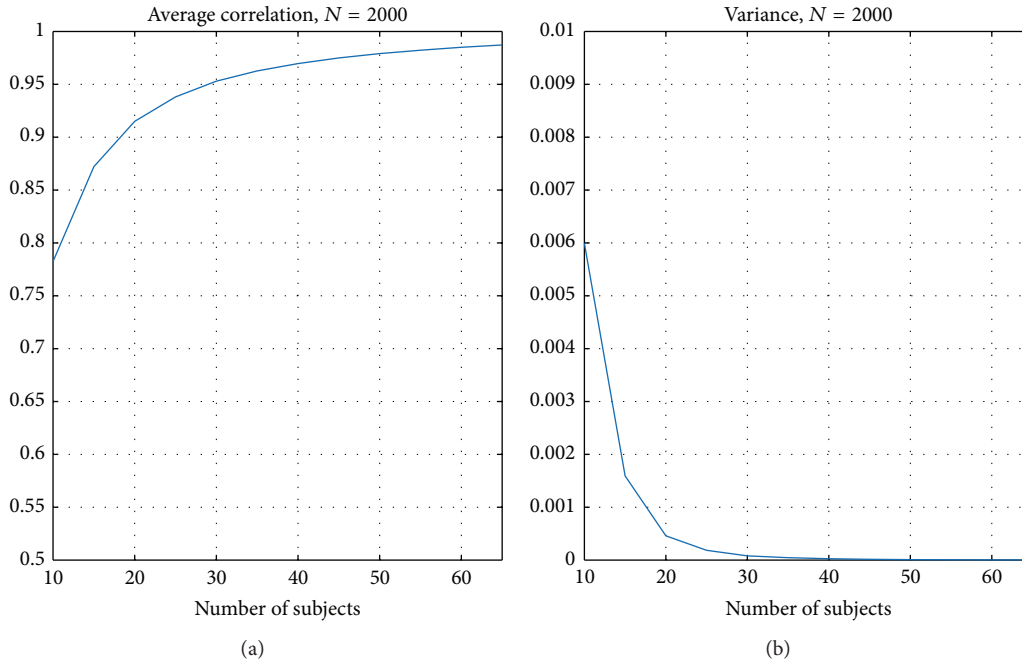 Average correlation, N = 2000
1
0.95
0.9
0.85
0.8
0.75
0.7
0.65
0.6
0.55
0.5
10 20 30 40 50 60
Number of subjects
(a)
Variance, N = 2000
0.01
0.009
0.008
0.007
0.006
0.005
0.004
0.003
0.002
0.001
0
10 20 30 40 50 60
Number of subjects
(b)